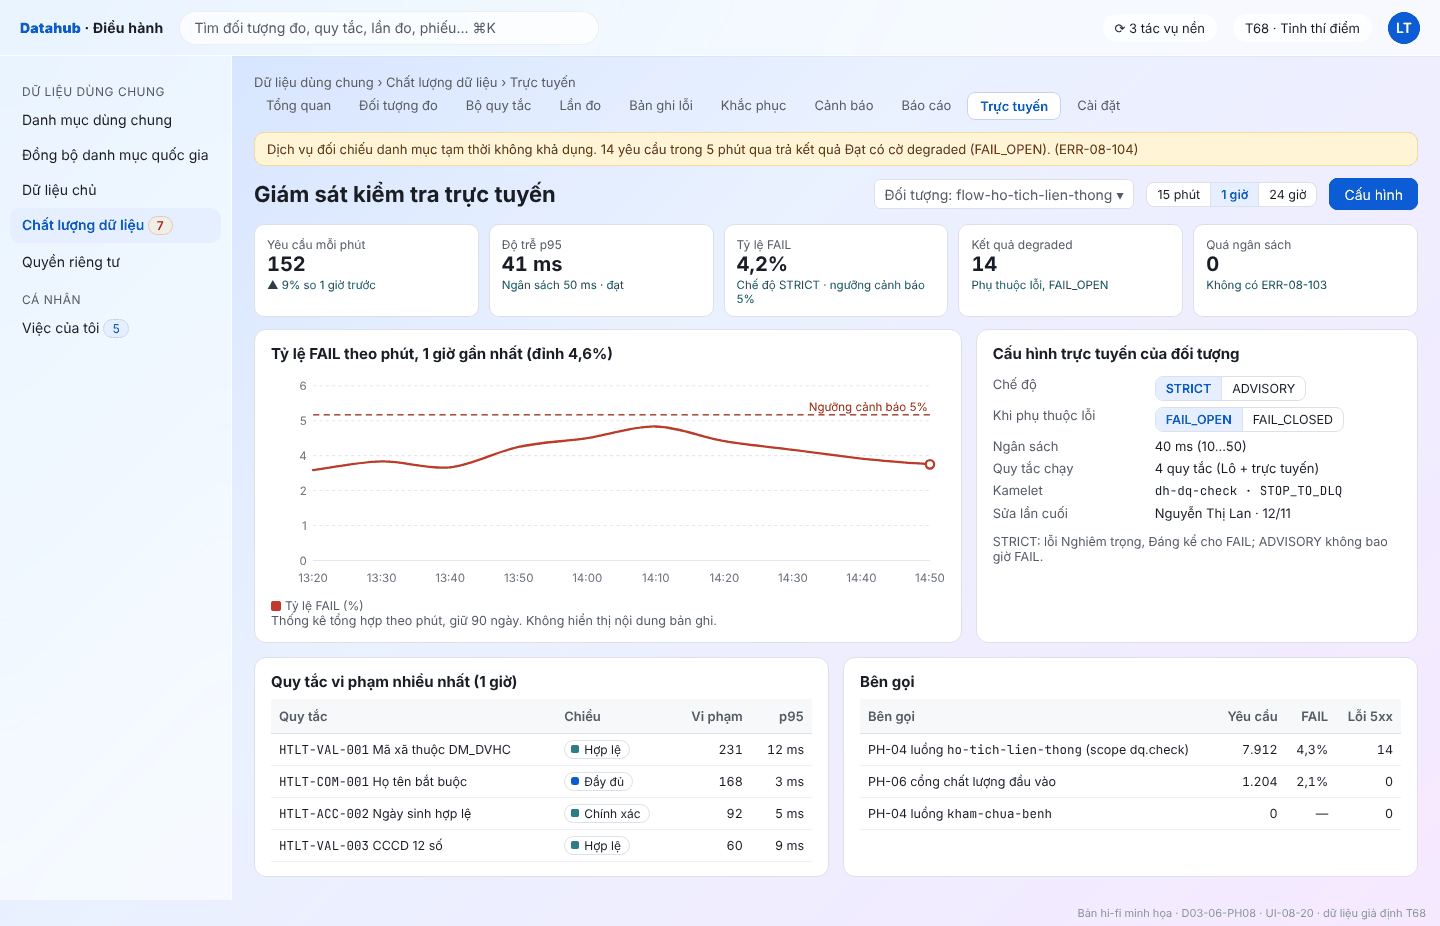 Datahub · Điều hành
Tìm đối tượng đo, quy tắc, lần đo, phiếu... ⌘K
⟳ 3 tác vụ nền
T68 · Tỉnh thí điểm
LT
DỮ LIỆU DÙNG CHUNG
Danh mục dùng chung
Đồng bộ danh mục quốc gia
Dữ liệu chủ
Chất lượng dữ liệu 7
Quyền riêng tư
CÁ NHÂN
Việc của tôi 5
Dữ liệu dùng chung › Chất lượng dữ liệu › Trực tuyến
Tổng quan Đối tượng đo Bộ quy tắc Lần đo Bản ghi lỗi Khắc phục Cảnh báo Báo cáo Trực tuyến Cài đặt
Dịch vụ đối chiếu danh mục tạm thời không khả dụng. 14 yêu cầu trong 5 phút qua trả kết quả Đạt có cờ degraded (FAIL_OPEN). (ERR-08-104)
Giám sát kiểm tra trực tuyến
Đối tượng: flow-ho-tich-lien-thong ▾
15 phút 1 giờ 24 giờ
Cấu hình
Yêu cầu mỗi phút
152
▲ 9% so 1 giờ trước
Độ trễ p95
41 ms
Ngân sách 50 ms · đạt
Tỷ lệ FAIL
4,2%
Chế độ STRICT · ngưỡng cảnh báo
5%
Kết quả degraded
14
Phụ thuộc lỗi, FAIL_OPEN
Quá ngân sách
0
Không có ERR-08-103
Tỷ lệ FAIL theo phút, 1 giờ gần nhất (đỉnh 4,6%)
6
Ngưỡng cảnh báo 5%
5
4
2
1
0
13:20 13:30 13:40 13:50 14:00 14:10 14:20 14:30 14:40 14:50
Tỷ lệ FAIL (%)
Thống kê tổng hợp theo phút, giữ 90 ngày. Không hiển thị nội dung bản ghi.
Cấu hình trực tuyến của đối tượng
Chế độ STRICT ADVISORY
Khi phụ thuộc lỗi FAIL_OPEN FAIL_CLOSED
Ngân sách 40 ms (10...50)
Quy tắc chạy 4 quy tắc (Lô + trực tuyến)
Kamelet dh-dq-check · STOP_TO_DLQ
Sửa lần cuối Nguyễn Thị Lan · 12/11
STRICT: lỗi Nghiêm trọng, Đáng kể cho FAIL; ADVISORY không bao
giờ FAIL.
Quy tắc vi phạm nhiều nhất (1 giờ)
Quy tắc Chiều Vi phạm p95
HTLT-VAL-001 Mã xã thuộc DM_DVHC Hợp lệ 231 12 ms
HTLT-COM-001 Họ tên bắt buộc Đầy đủ 168 3 ms
HTLT-ACC-002 Ngày sinh hợp lệ Chính xác 92 5 ms
HTLT-VAL-003 CCCD 12 số Hợp lệ 60 9 ms
Bên gọi
Bên gọi Yêu cầu FAIL Lỗi 5xx
PH-04 luồng ho-tich-lien-thong (scope dq.check) 7.912 4,3% 14
PH-06 cổng chất lượng đầu vào 1.204 2,1% 0
PH-04 luồng kham-chua-benh 0 — 0
Bản hi-fi minh họa · D03-06-PH08 · UI-08-20 · dữ liệu giả định T68